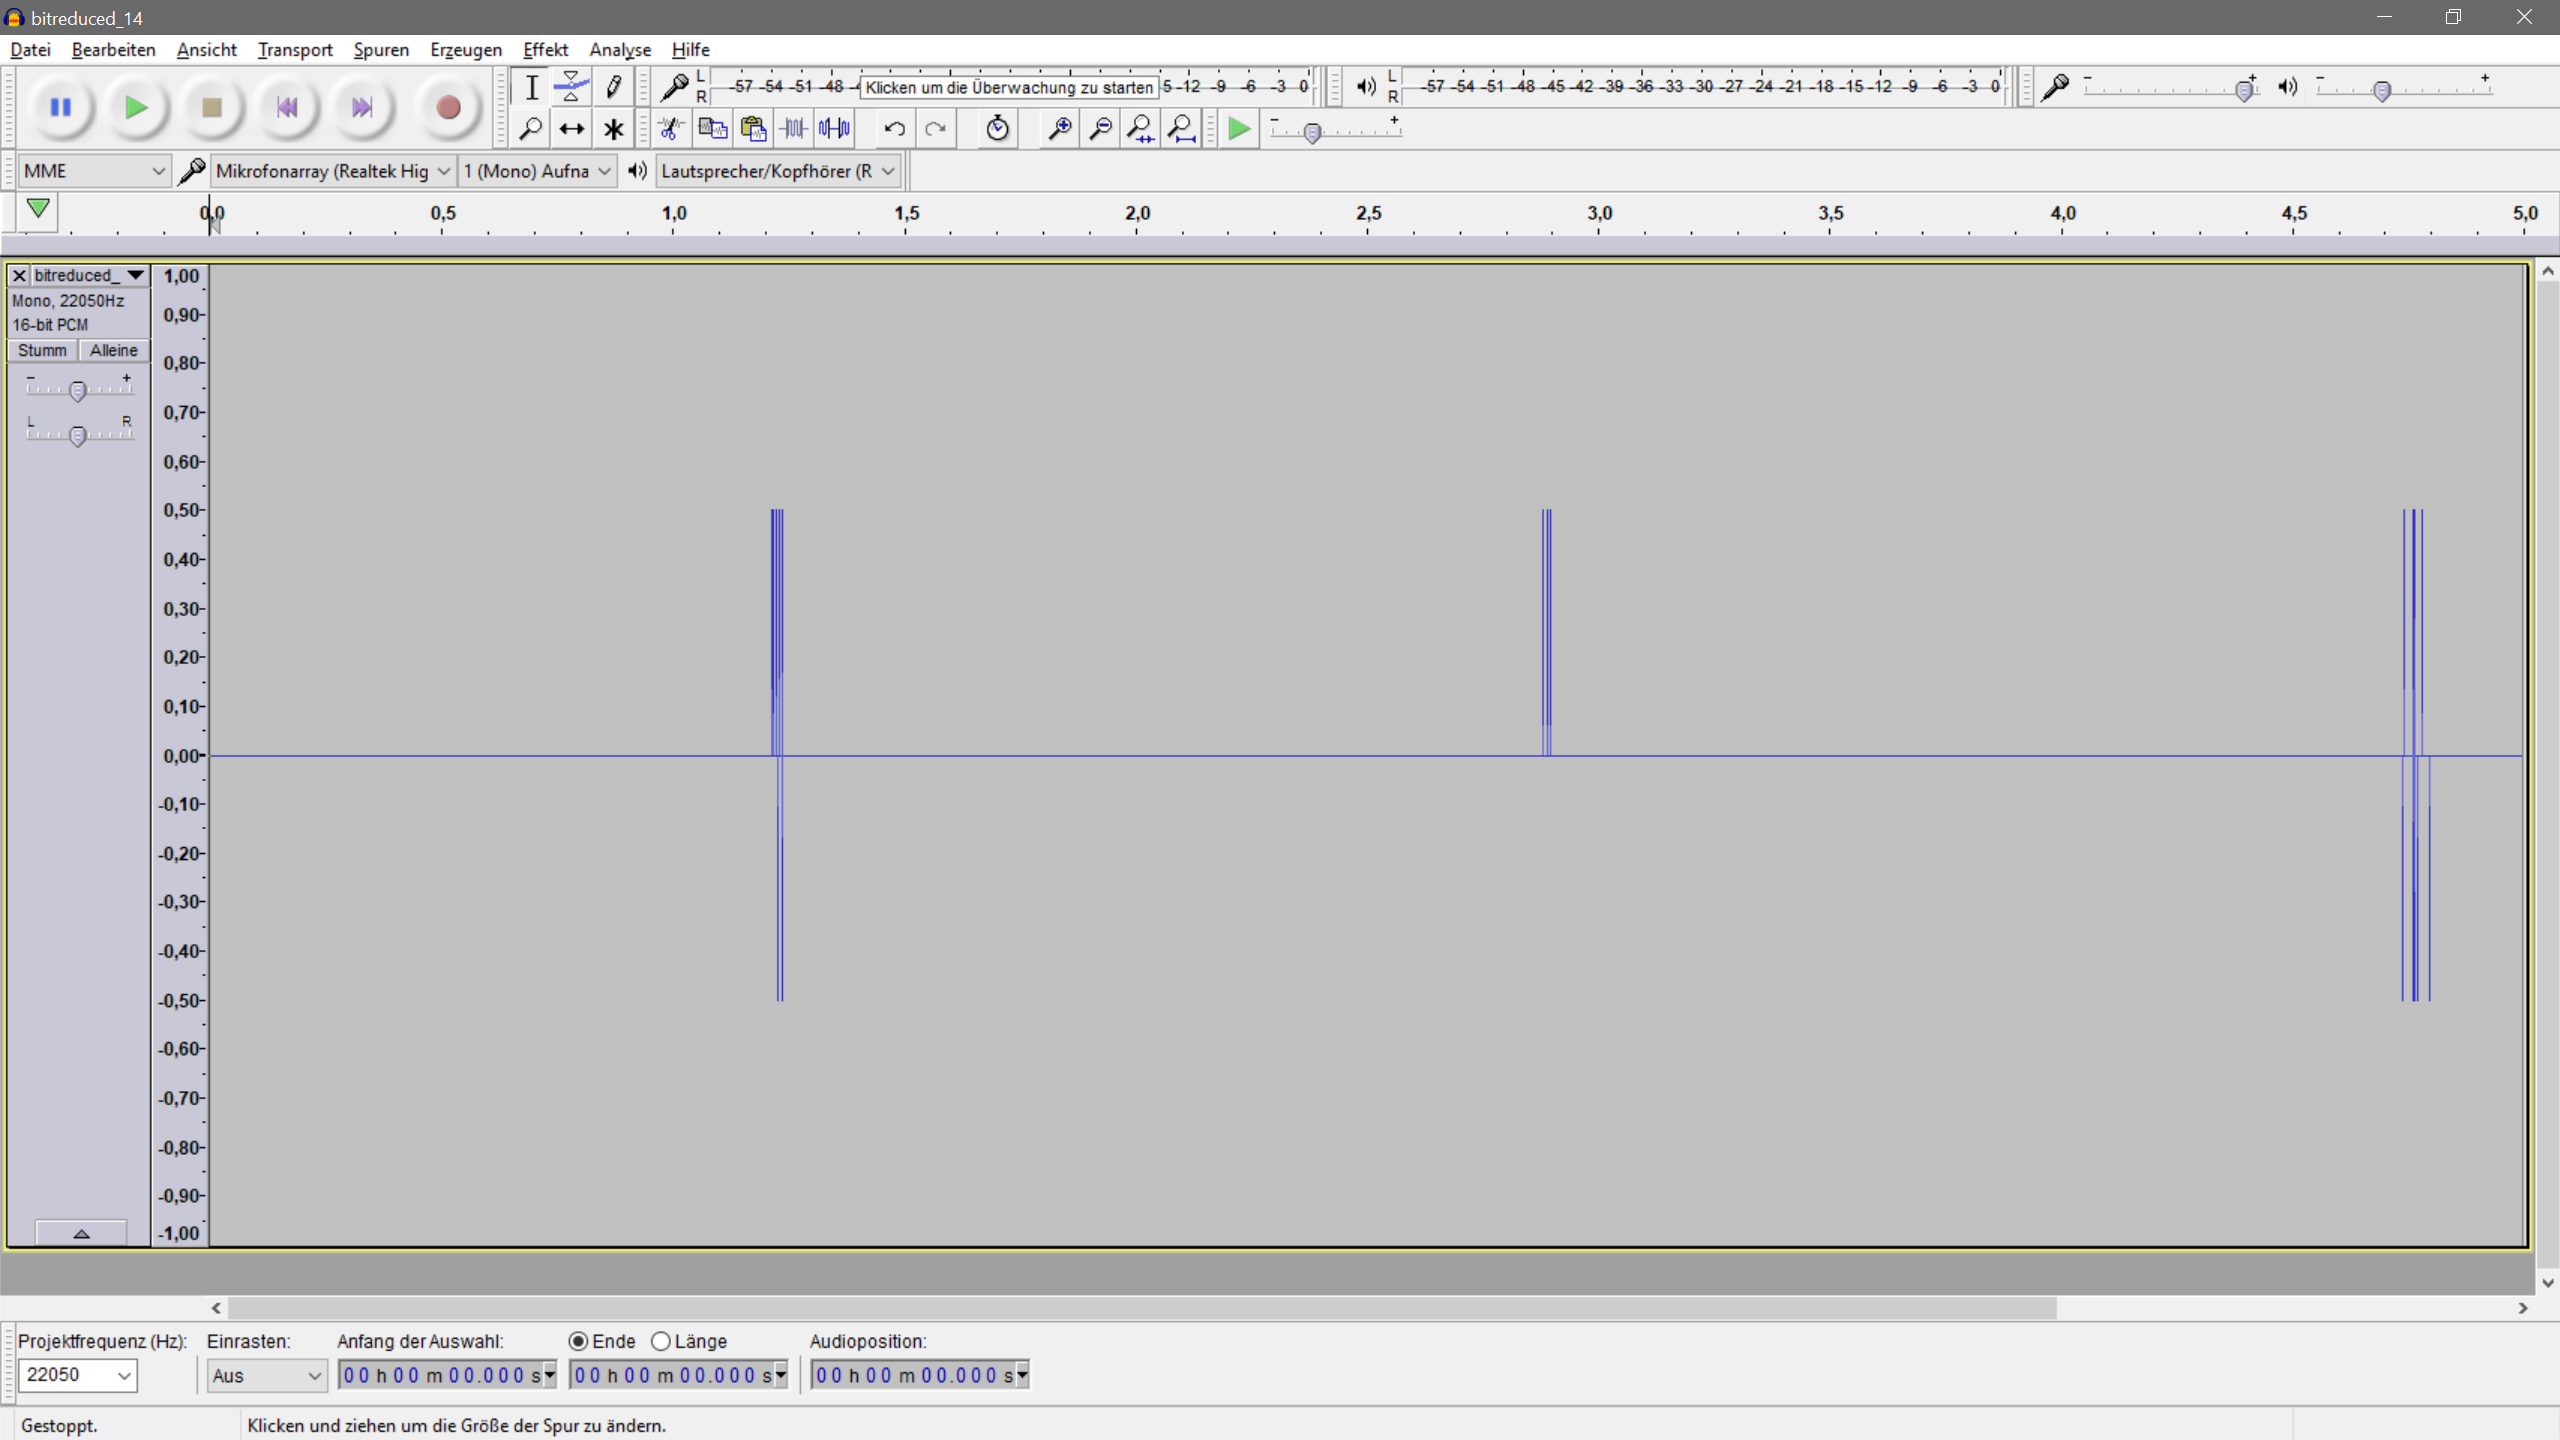 bitreduced_14
Datei Bearbeiten Ansicht Transport Spuren Erzeugen Effekt Analyse Hilfe
L
R
-57 -54 -51 -48 Klicken um die Überwachung zu starten -12 -9 -6 -3 0
L
R
-57 -54 -51 -48 -45 -42 -39 -36 -33 -30 -27 -24 -21 -18 -15 -12 -9 -6 -3 0
- +
- +
- +
MME Mikrofonarray (Realtek Hig 1 (Mono) Aufna Lautsprecher/Kopfhörer (R
0,0 0,5 1,0 1,5 2,0 2,5 3,0 3,5 4,0 4,5 5,0
bitreduced_
Mono, 22050Hz
16-bit PCM
Stumm Alleine
- +
L R
1,00
0,90
0,80
0,70
0,60
0,50
0,40
0,30
0,20
0,10
0,00
-0,10
-0,20
-0,30
-0,40
-0,50
-0,60
-0,70
-0,80
-0,90
-1,00
Projektfrequenz (Hz): Einrasten: Anfang der Auswahl: Ende Länge Audioposition:
22050 Aus 00 h 00 m 00.000 s 00 h 00 m 00.000 s 00 h 00 m 00.000 s
Gestoppt. Klicken und ziehen um die Größe der Spur zu ändern.